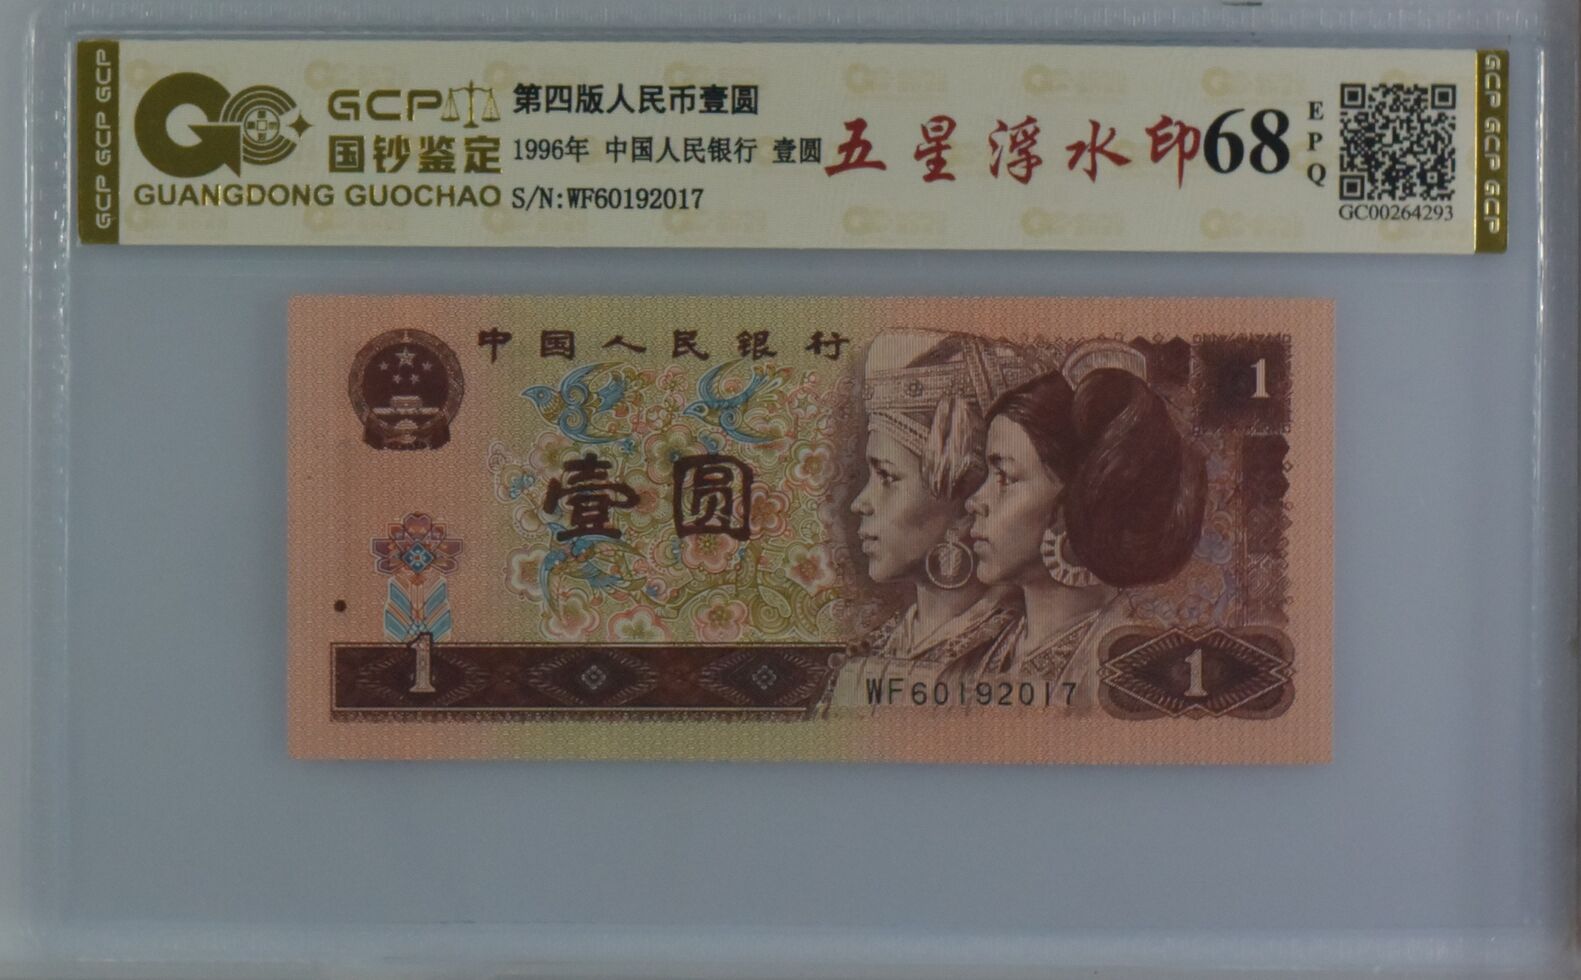 GCP GCP GCP
GCP
国钞鉴定
GUANGDONG GUOCHAO
第四版人民币壹圆
1996年 中国人民银行 壹圆
S/N:WF60192017
五星浮水印
68
EPQ
GC00264293
GCP GCP GCP
中国人民银行
1
壹圆
1
WF60192017
1